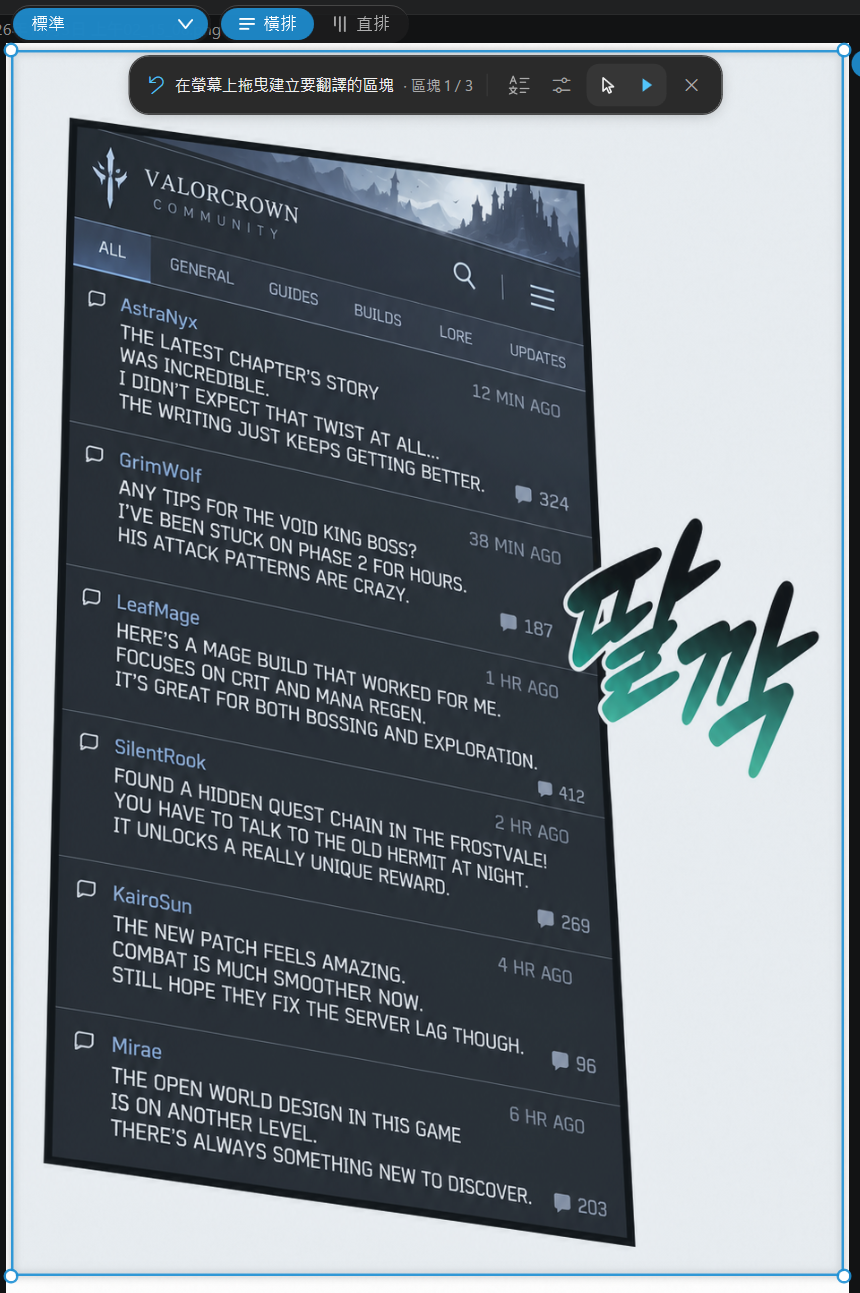 標準
橫排
直排
在螢幕上拖曳建立要翻譯的區塊 · 區塊 1 / 3
VALORCROWN
COMMUNITY
ALL
GENERAL
GUIDES
BUILDS
LORE
UPDATES
AstraNyx
12 MIN AGO
THE LATEST CHAPTER'S STORY
WAS INCREDIBLE.
I DIDN'T EXPECT THAT TWIST AT ALL...
THE WRITING JUST KEEPS GETTING BETTER.
324
GrimWolf
38 MIN AGO
ANY TIPS FOR THE VOID KING BOSS?
I'VE BEEN STUCK ON PHASE 2 FOR HOURS.
HIS ATTACK PATTERNS ARE CRAZY.
187
딸깍
LeafMage
1 HR AGO
HERE'S A MAGE BUILD THAT WORKED FOR ME.
FOCUSES ON CRIT AND MANA REGEN.
IT'S GREAT FOR BOTH BOSSING AND EXPLORATION.
412
SilentRook
2 HR AGO
FOUND A HIDDEN QUEST CHAIN IN THE FROSTVALE!
YOU HAVE TO TALK TO THE OLD HERMIT AT NIGHT.
IT UNLOCKS A REALLY UNIQUE REWARD.
269
KairoSun
4 HR AGO
THE NEW PATCH FEELS AMAZING.
COMBAT IS MUCH SMOOTHER NOW.
STILL HOPE THEY FIX THE SERVER LAG THOUGH.
96
Mirae
6 HR AGO
THE OPEN WORLD DESIGN IN THIS GAME
IS ON ANOTHER LEVEL.
THERE'S ALWAYS SOMETHING NEW TO DISCOVER.
203